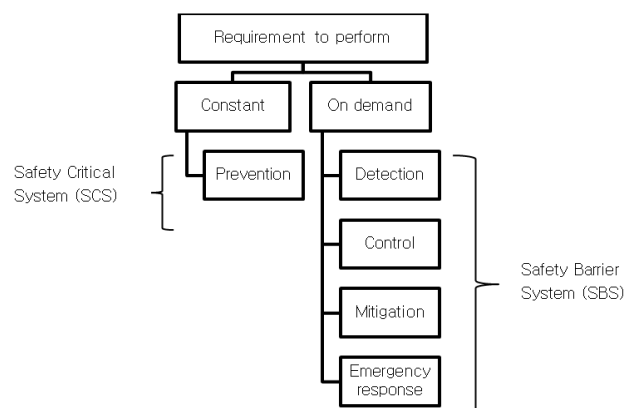 Requirement to perform
Constant
On demand
Safety Critical
System (SCS)
Prevention
Detection
Control
Safety Barrier
System (SBS)
Mitigation
Emergency
response